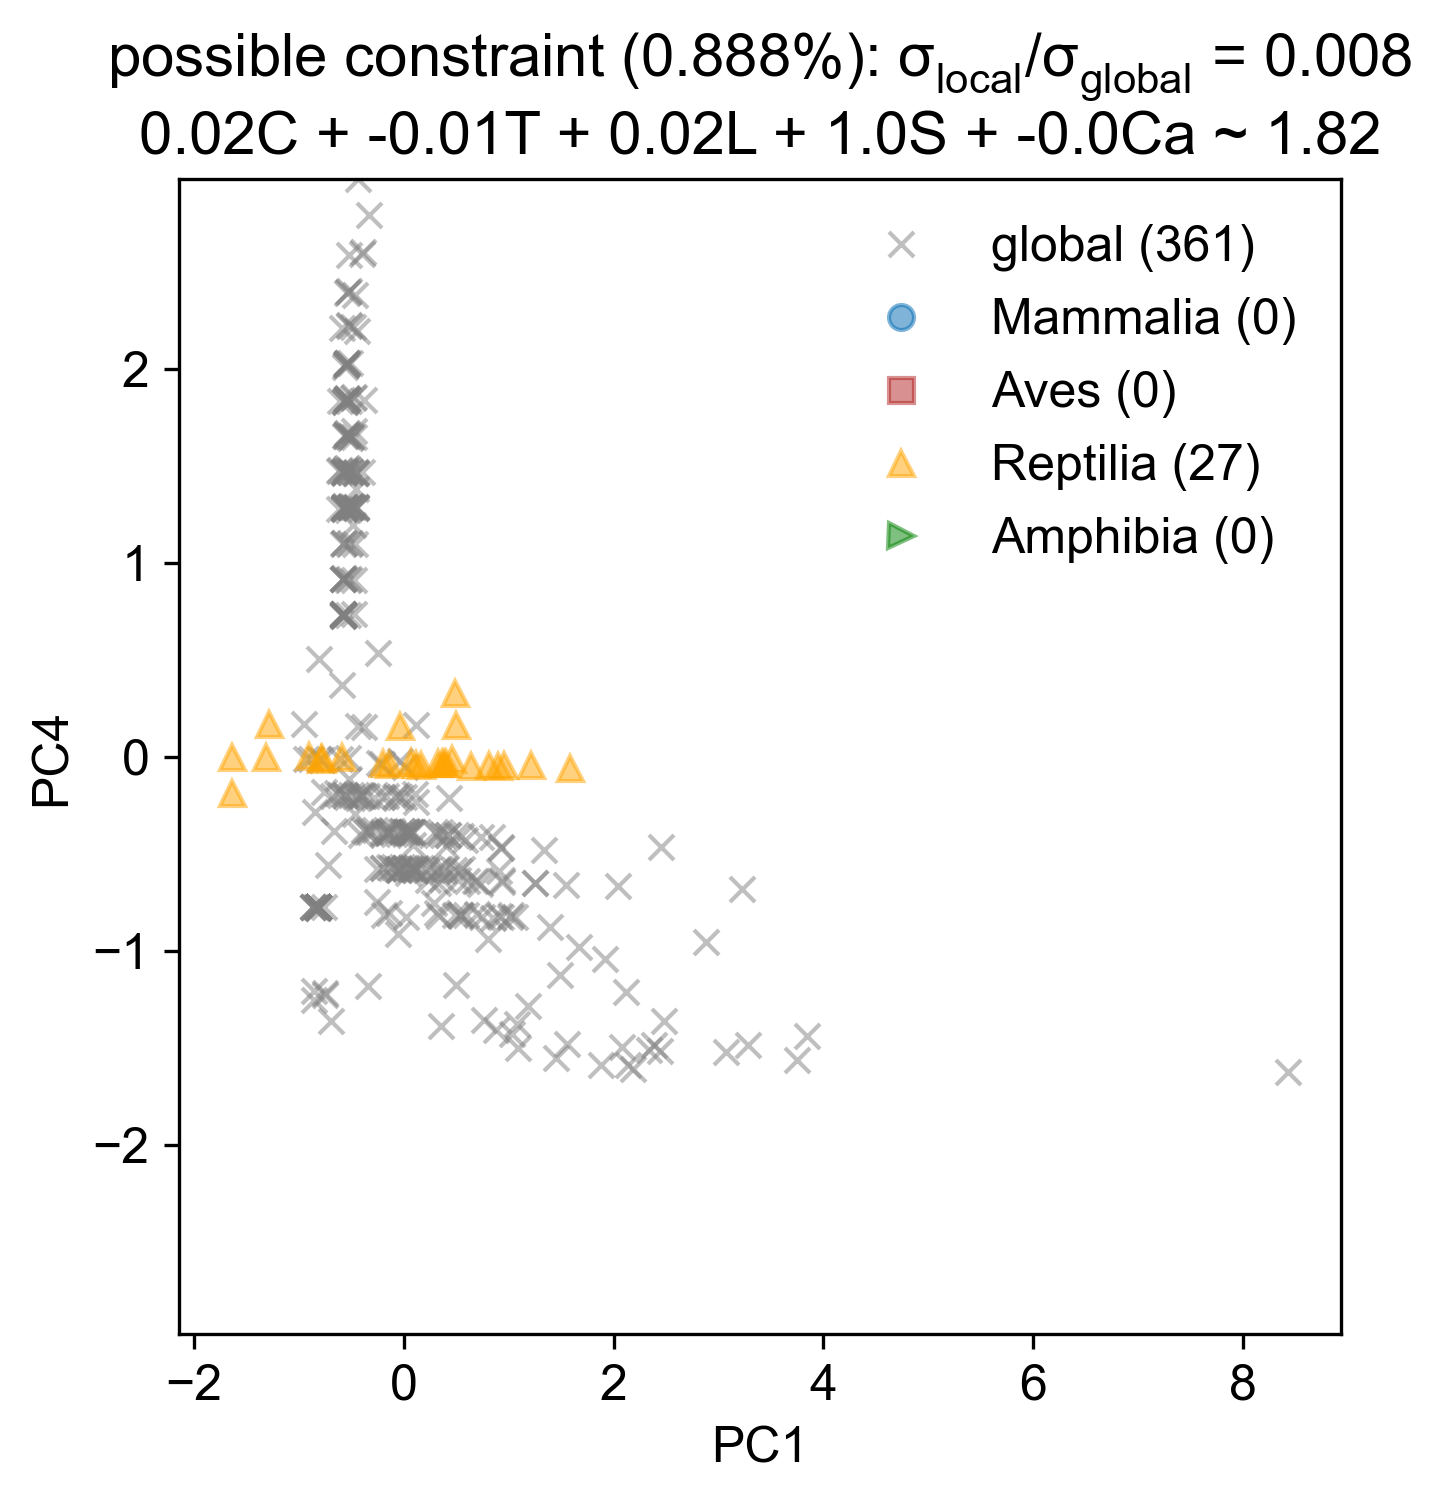 possible constraint (0.888%): σlocal/σglobal = 0.008
0.02C + -0.01T + 0.02L + 1.0S + -0.0Ca ~ 1.82
global (361)
Mammalia (0)
Aves (0)
Reptilia (27)
Amphibia (0)
2
1
0
−1
−2
PC4
−2 0 2 4 6 8
PC1